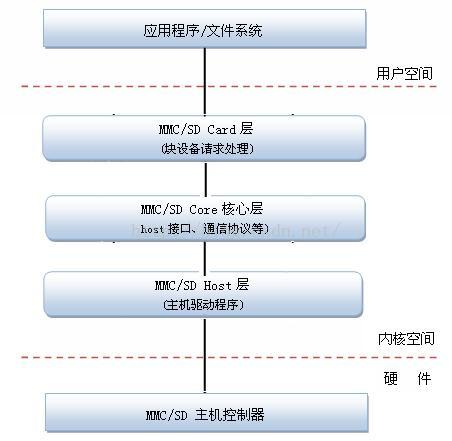 应用程序/文件系统
用户空间
MMC/SD Card 层
(块设备请求处理)
MMC/SD Core 核心层
host 接口、通信协议等)
MMC/SD Host 层
(主机驱动程序)
内核空间
硬 件
MMC/SD 主机控制器